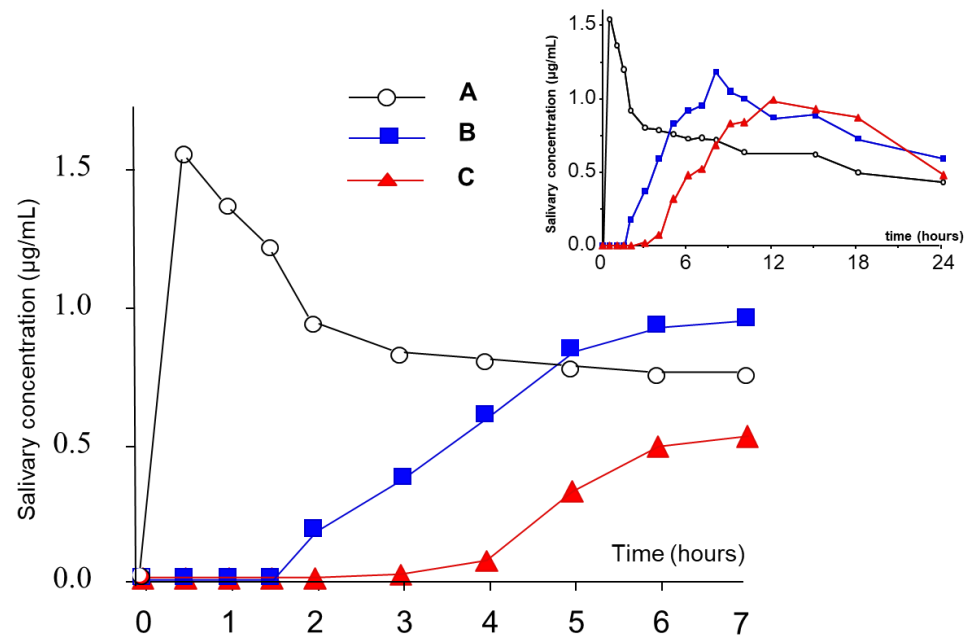 Salivary concentration (µg/mL)
1.5
1.0
0.5
0.0
0 1 2 3 4 5 6 7
Time (hours)
A
B
C
Salivary concentration (µg/mL)
1.5
1.0
0.5
0.0
0 6 12 18 24
time (hours)